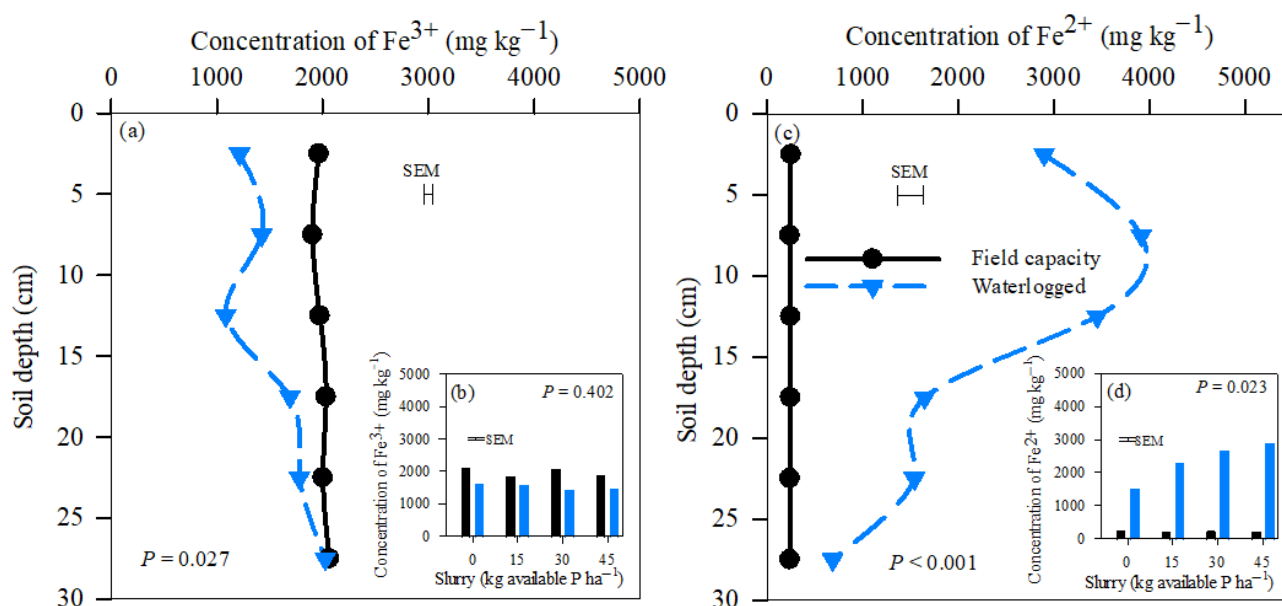 Concentration of Fe³⁺ (mg kg⁻¹)
0 1000 2000 3000 4000 5000
Soil depth (cm)
0
5
10
15
20
25
30
(a)
SEM
P = 0.027
(b)
P = 0.402
SEM
Concentration of Fe³⁺ (mg kg⁻¹)
5000
4000
3000
2000
1000
0
0 15 30 45
Slurry (kg available P ha⁻¹)
Concentration of Fe²⁺ (mg kg⁻¹)
0 1000 2000 3000 4000 5000
Soil depth (cm)
0
5
10
15
20
25
30
(c)
SEM
Field capacity
Waterlogged
P < 0.001
(d)
P = 0.023
SEM
Concentration of Fe²⁺ (mg kg⁻¹)
5000
4000
3000
2000
1000
0
0 15 30 45
Slurry (kg available P ha⁻¹)